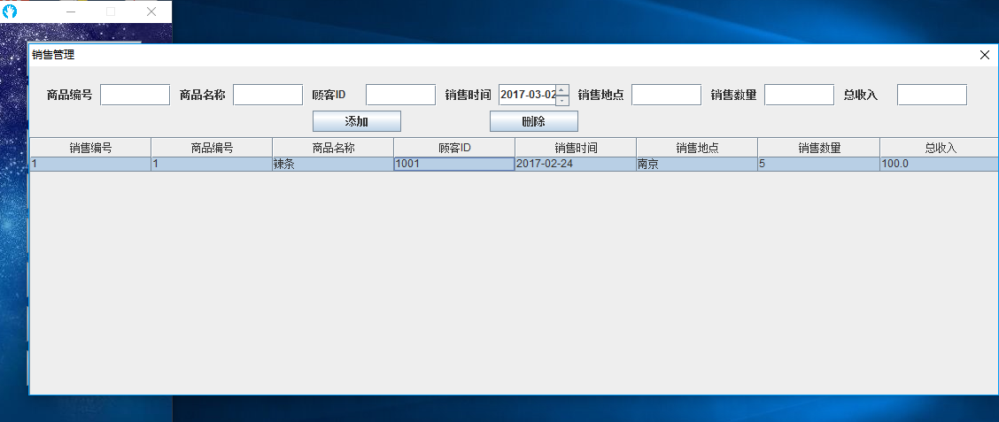 销售管理
商品编号 商品名称 顾客ID 销售时间 2017-03-02 销售地点 销售数量 总收入
添加 删除
销售编号 商品编号 商品名称 顾客ID 销售时间 销售地点 销售数量 总收入
1 1 辣条 1001 2017-02-24 南京 5 100.0